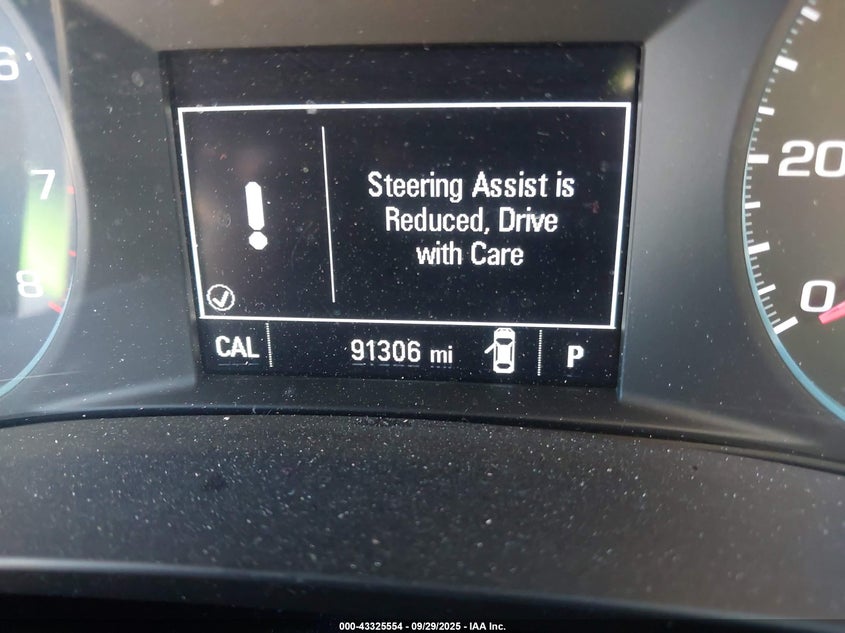 6
7
8
Steering Assist is
Reduced, Drive
with Care
CAL 91306 mi P
20
0
000-43325554 - 09/29/2025 - IAA Inc.